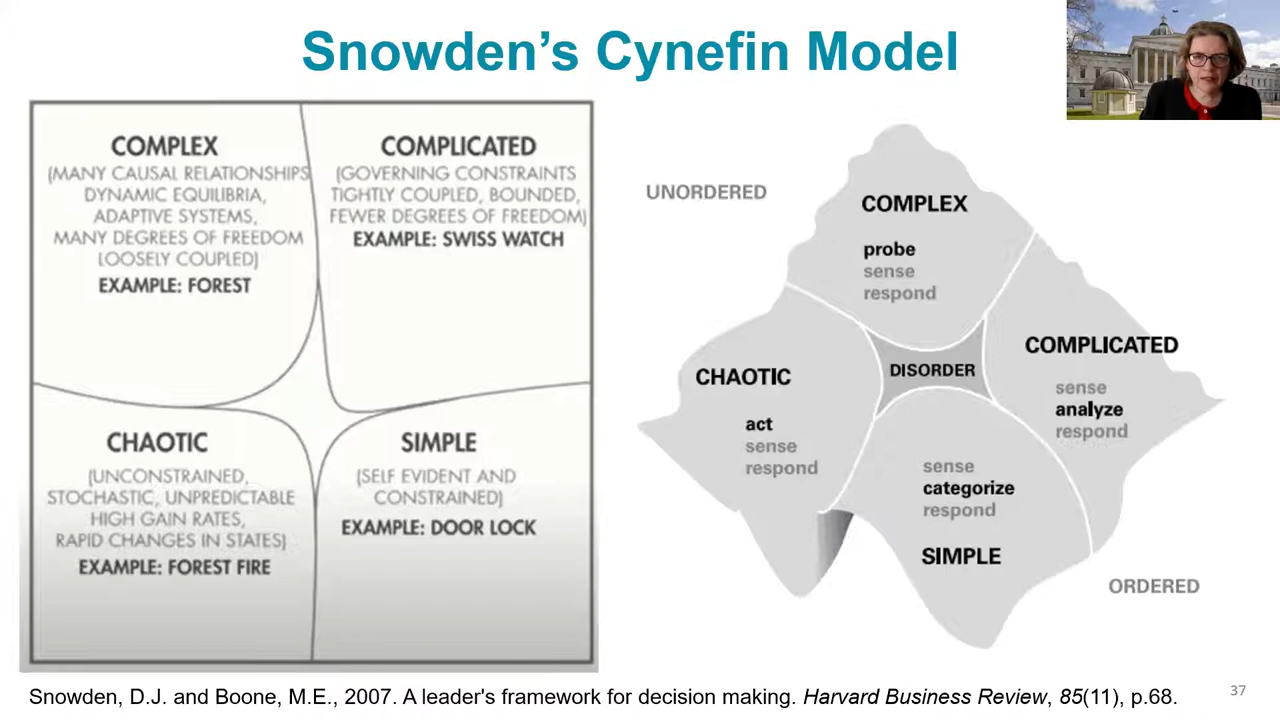 Snowden's Cynefin Model
COMPLEX
(MANY CAUSAL RELATIONSHIPS
DYNAMIC EQUILIBRIA,
ADAPTIVE SYSTEMS,
MANY DEGREES OF FREEDOM
LOOSELY COUPLED)
EXAMPLE: FOREST
COMPLICATED
(GOVERNING CONSTRAINTS
TIGHTLY COUPLED, BOUNDED,
FEWER DEGREES OF FREEDOM)
EXAMPLE: SWISS WATCH
CHAOTIC
(UNCONSTRAINED,
STOCHASTIC, UNPREDICTABLE
HIGH GAIN RATES,
RAPID CHANGES IN STATES)
EXAMPLE: FOREST FIRE
SIMPLE
(SELF EVIDENT AND
CONSTRAINED)
EXAMPLE: DOOR LOCK
UNORDERED
COMPLEX
probe
sense
respond
COMPLICATED
sense
analyze
respond
CHAOTIC
act
sense
respond
DISORDER
sense
categorize
respond
SIMPLE
ORDERED
Snowden, D.J. and Boone, M.E., 2007. A leader's framework for decision making. Harvard Business Review, 85(11), p.68.
37